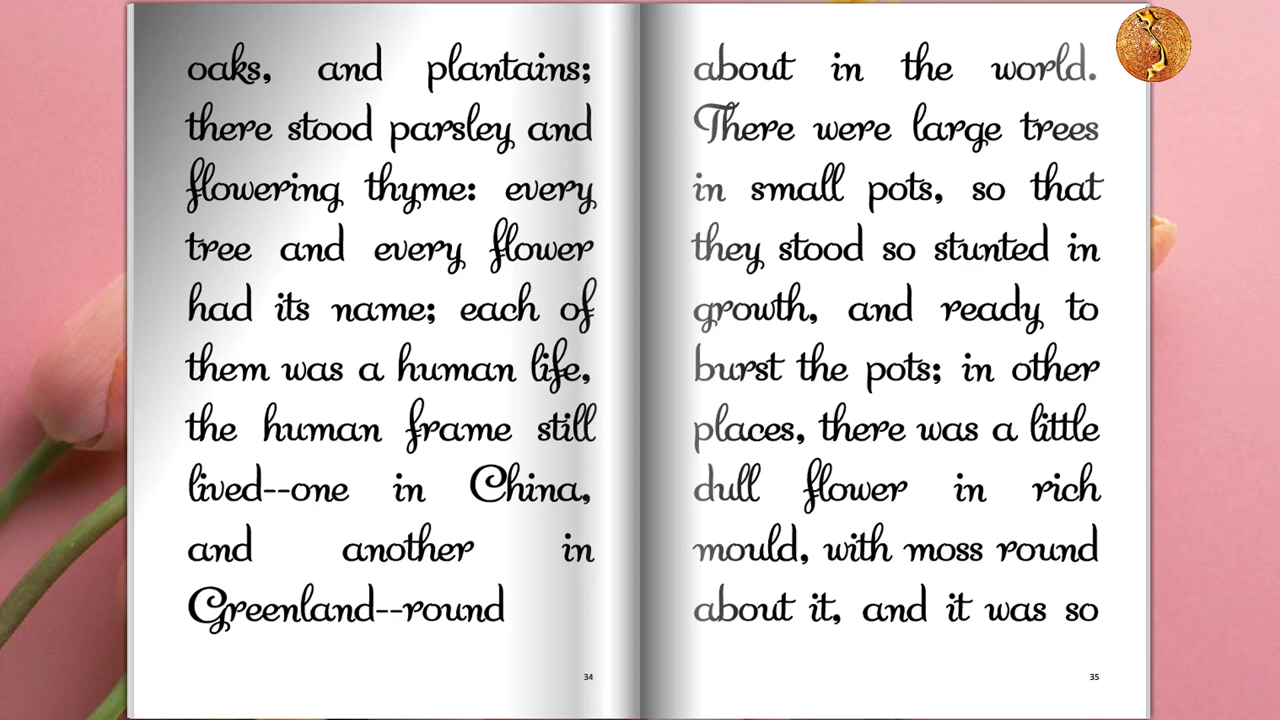 oaks, and plantains;
there stood parsley and
flowering thyme: every
tree and every flower
had its name; each of
them was a human life,
the human frame still
lived--one in China,
and another in
Greenland--round
34
about in the world.
There were large trees
in small pots, so that
they stood so stunted in
growth, and ready to
burst the pots; in other
places, there was a little
dull flower in rich
mould, with moss round
about it, and it was so
35